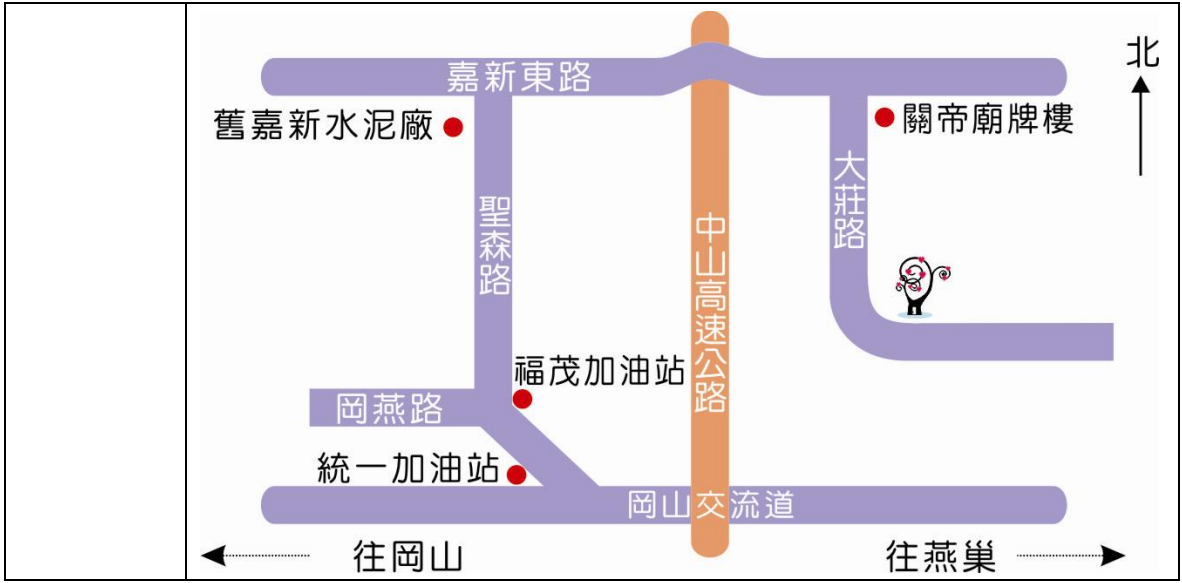 北
嘉新東路
舊嘉新水泥廠
關帝廟牌樓
大莊路
聖森路
中山高速公路
福茂加油站
岡燕路
統一加油站
岡山交流道
往岡山
往燕巢